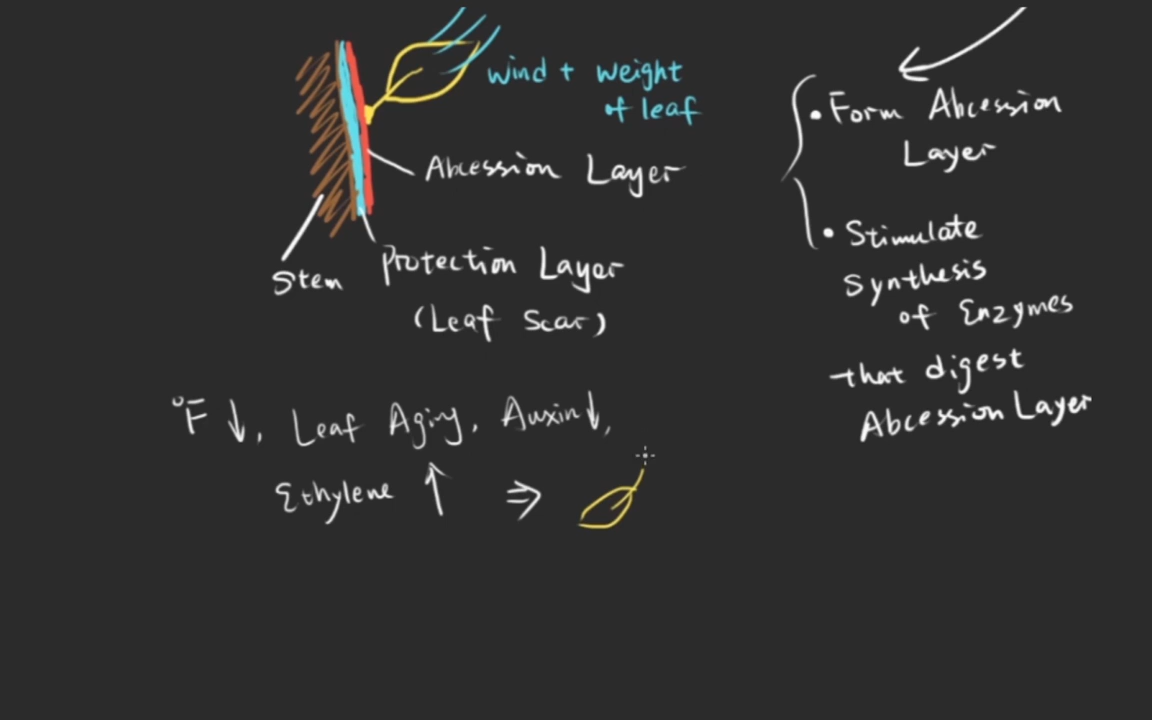 wind + weight
of leaf
Abcession Layer
Protection Layer
(Leaf Scar)
Stem
• Form Abcession
Layer
• Stimulate
Synthesis
of Enzymes
that digest
Abcession Layer
°F ↓, Leaf Aging, Auxin ↓,
Ethylene ↑ ⇒